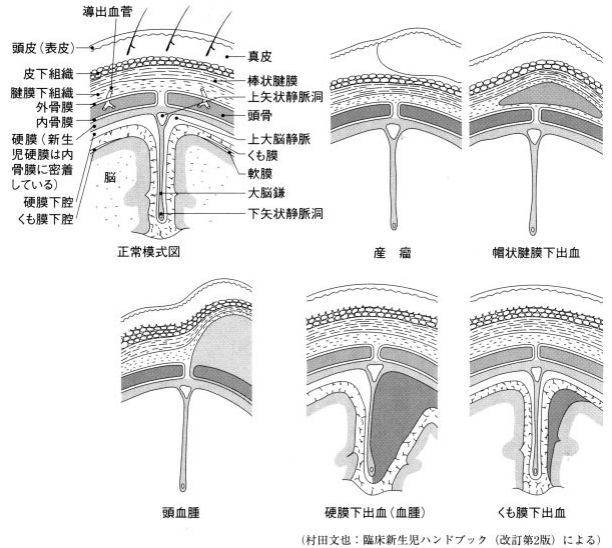 導出血管
頭皮(表皮)
皮下組織
腱膜下組織
外骨膜
内骨膜
硬膜(新生
児硬膜は内
骨膜に密着
している)
硬膜下腔
くも膜下腔
脳
真皮
棒状腱膜
上矢状静脈洞
頭骨
上大脳静脈
くも膜
軟膜
大脳鎌
下矢状静脈洞
正常模式図
産 瘤
帽状腱膜下出血
頭血腫
硬膜下出血(血腫)
くも膜下出血
(村田文也:臨床新生児ハンドブック(改訂第2版)による)